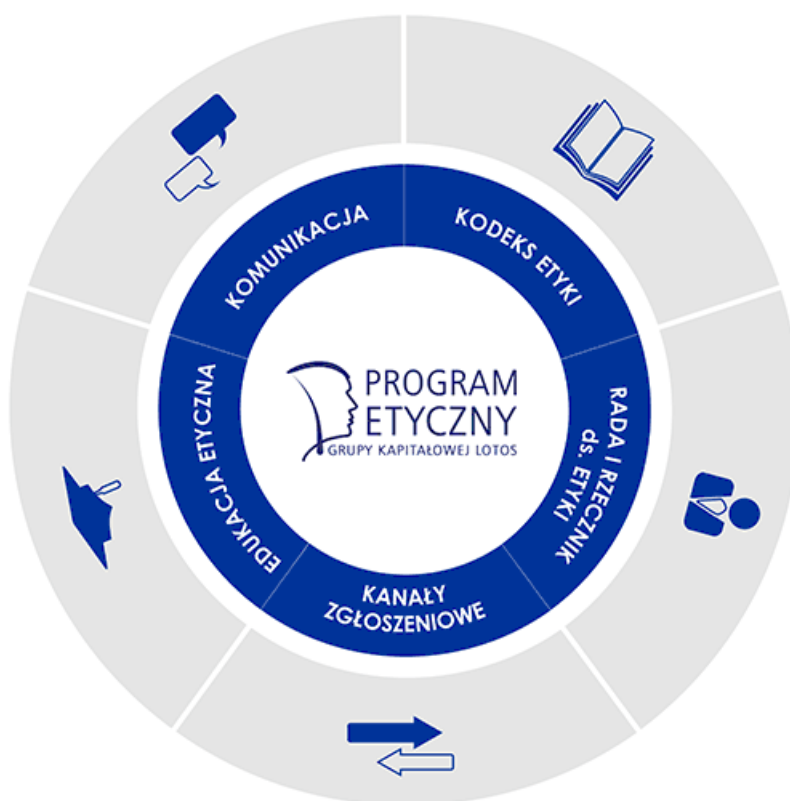 PROGRAM
ETYCZNY
GRUPY KAPITAŁOWEJ LOTOS
KODEKS ETYKI
RADA I RZECZNIK
ds. ETYKI
KANAŁY
ZGŁOSZENIOWE
EDUKACJA ETYCZNA
KOMUNIKACJA